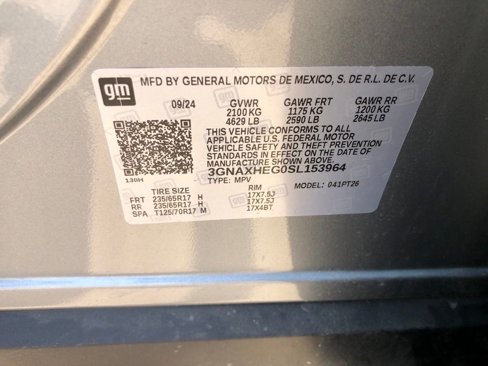 gm
MFD BY GENERAL MOTORS DE MEXICO, S. DE R.L. DE C.V.
09/24 GVWR GAWR FRT GAWR RR
2100 KG 1175 KG 1200 KG
4629 LB 2590 LB 2645 LB
THIS VEHICLE CONFORMS TO ALL
APPLICABLE U.S. FEDERAL MOTOR
VEHICLE SAFETY AND THEFT PREVENTION
STANDARDS IN EFFECT ON THE DATE OF
MANUFACTURE SHOWN ABOVE.
3GNAXHEG0SL153964
TYPE: MPV MODEL: 041PT26
130H
TIRE SIZE RIM
FRT 235/65R17 H 17X7.5J
RR 235/65R17 H 17X7.5J
SPA T125/70R17 M 17X4BT